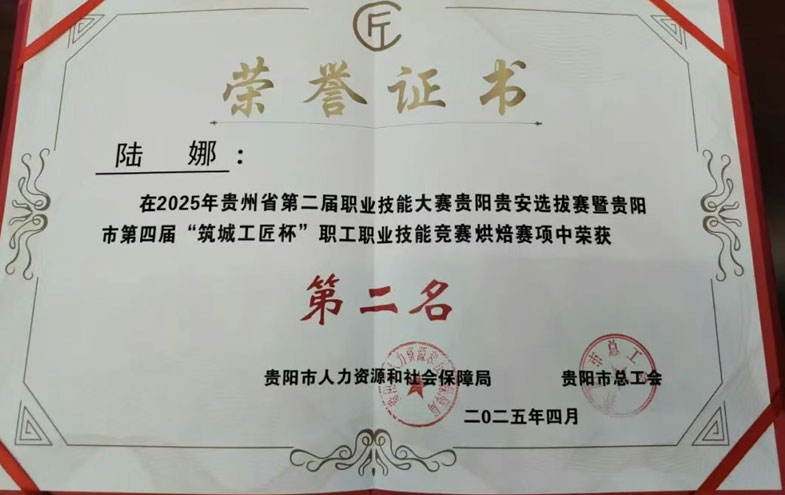 荣誉证书
陆 娜：
在2025年贵州省第二届职业技能大赛贵阳贵安选拔赛暨贵阳
市第四届“筑城工匠杯”职工职业技能竞赛烘焙赛项中荣获
第二名
贵阳市人力资源和社会保障局 贵阳市总工会
二〇二五年四月